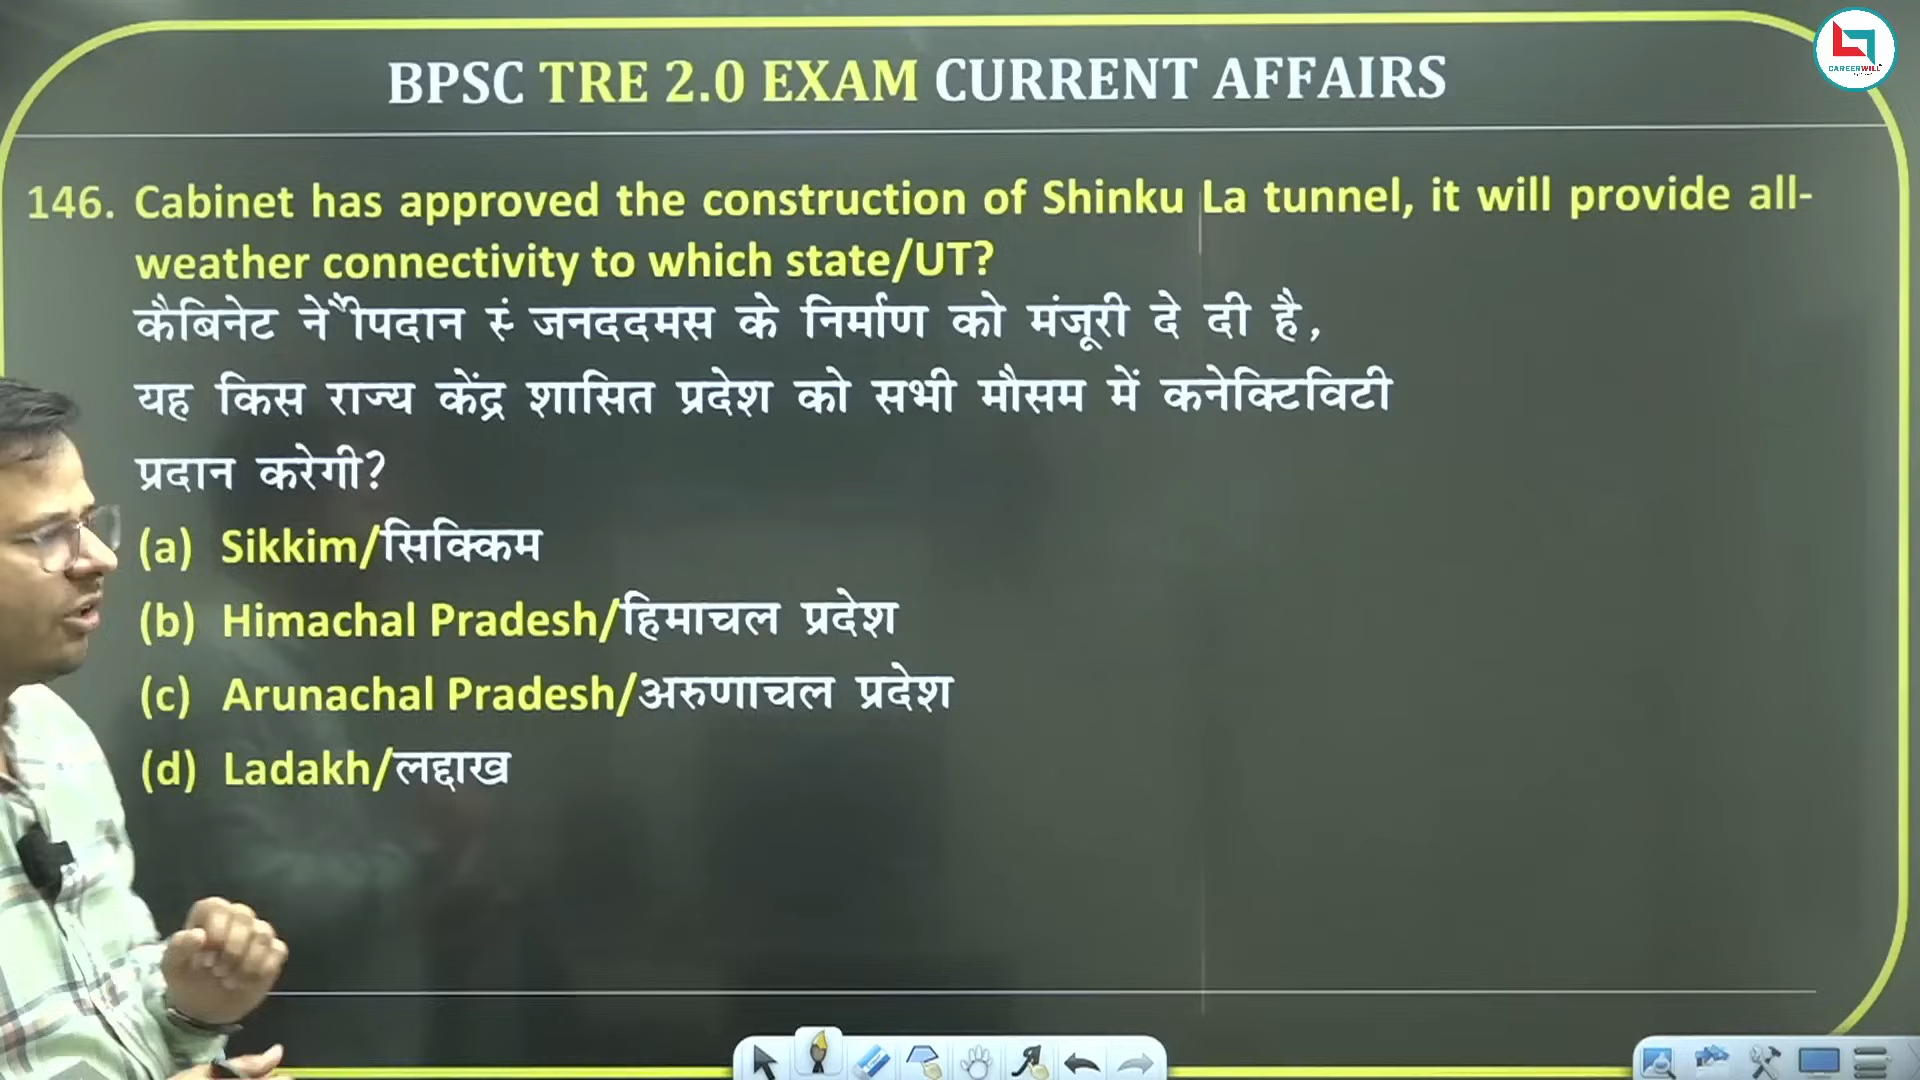 CAREERWILL
BPSC TRE 2.0 EXAM CURRENT AFFAIRS
146. Cabinet has approved the construction of Shinku La tunnel, it will provide all-
weather connectivity to which state/UT?
कैबिनेट ने ॅपीदान सं जनददमस के निर्माण को मंजूरी दे दी है,
यह किस राज्य केंद्र शासित प्रदेश को सभी मौसम में कनेक्टिविटी
प्रदान करेगी?
(a) Sikkim/सिक्किम
(b) Himachal Pradesh/हिमाचल प्रदेश
(c) Arunachal Pradesh/अरुणाचल प्रदेश
(d) Ladakh/लद्दाख